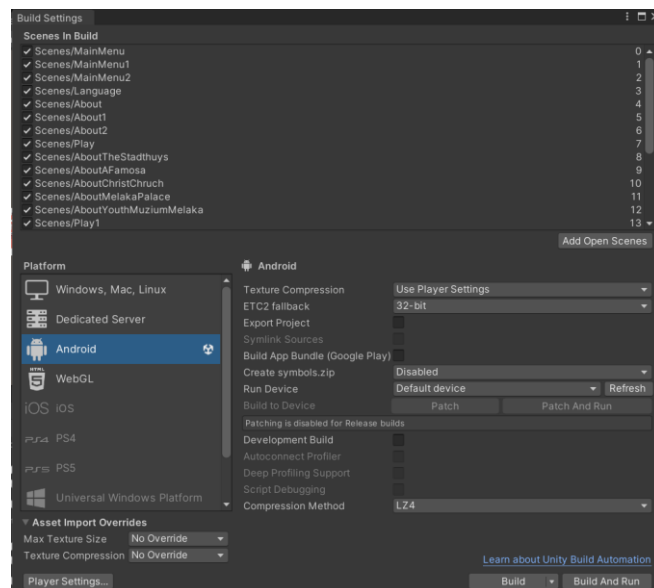 Build Settings
Scenes In Build
Scenes/MainMenu 0
Scenes/MainMenu1 1
Scenes/MainMenu2 2
Scenes/Language 3
Scenes/About 4
Scenes/About1 5
Scenes/About2 6
Scenes/Play 7
Scenes/AboutTheStadthuys 8
Scenes/AboutAFamosa 9
Scenes/AboutChristChruch 10
Scenes/AboutMelakaPalace 11
Scenes/AboutYouthMuziumMelaka 12
Scenes/Play1 13
Add Open Scenes
Platform
Windows, Mac, Linux
Dedicated Server
Android
HTML 5 WebGL
iOS iOS
PS4 PS4
PS5 PS5
Universal Windows Platform
Android
Texture Compression Use Player Settings
ETC2 fallback 32-bit
Export Project
Symlink Sources
Build App Bundle (Google Play)
Create symbols.zip Disabled
Run Device Default device Refresh
Build to Device Patch Patch And Run
Patching is disabled for Release builds
Development Build
Autoconnect Profiler
Deep Profiling Support
Script Debugging
Compression Method LZ4
Asset Import Overrides
Max Texture Size No Override
Texture Compression No Override
Learn about Unity Build Automation
Player Settings... Build Build And Run